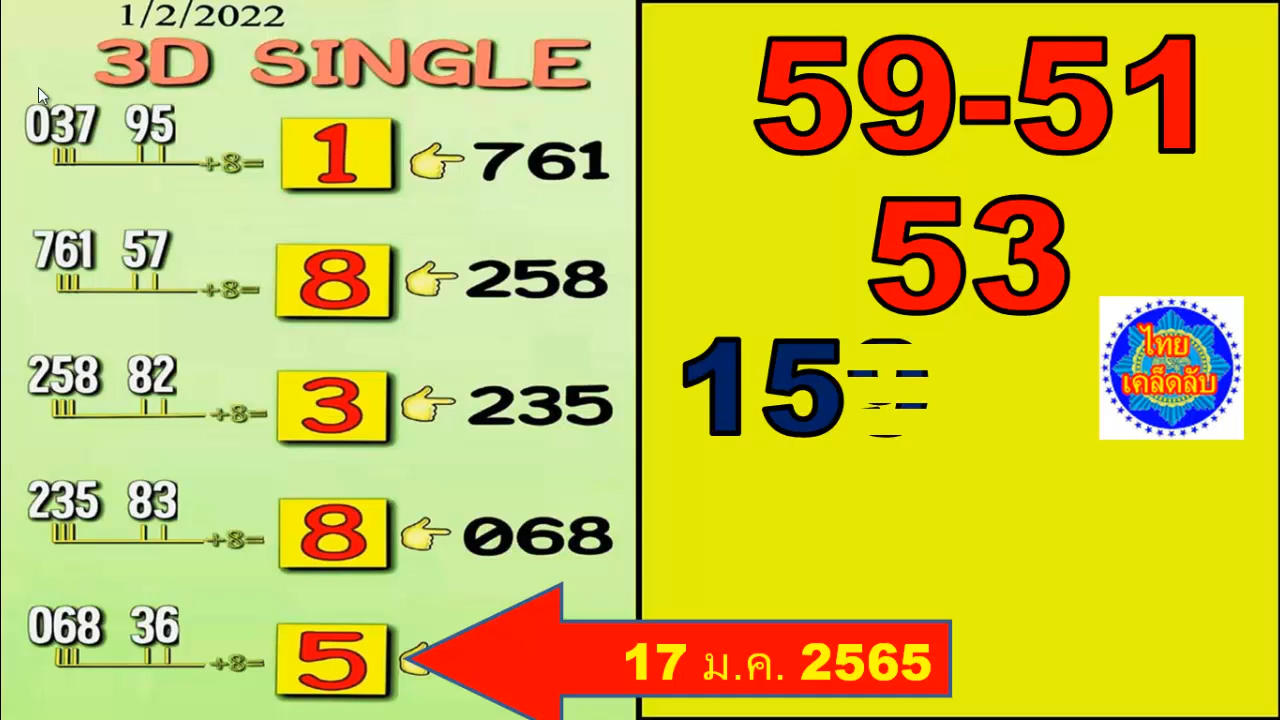 1/2/2022
3D SINGLE
037 95 +8= 1 761
761 57 +8= 8 258
258 82 +8= 3 235
235 83 +8= 8 068
068 36 +8= 5
17 ม.ค. 2565
59-51
53
15
ไทย
เคล็ดลับ